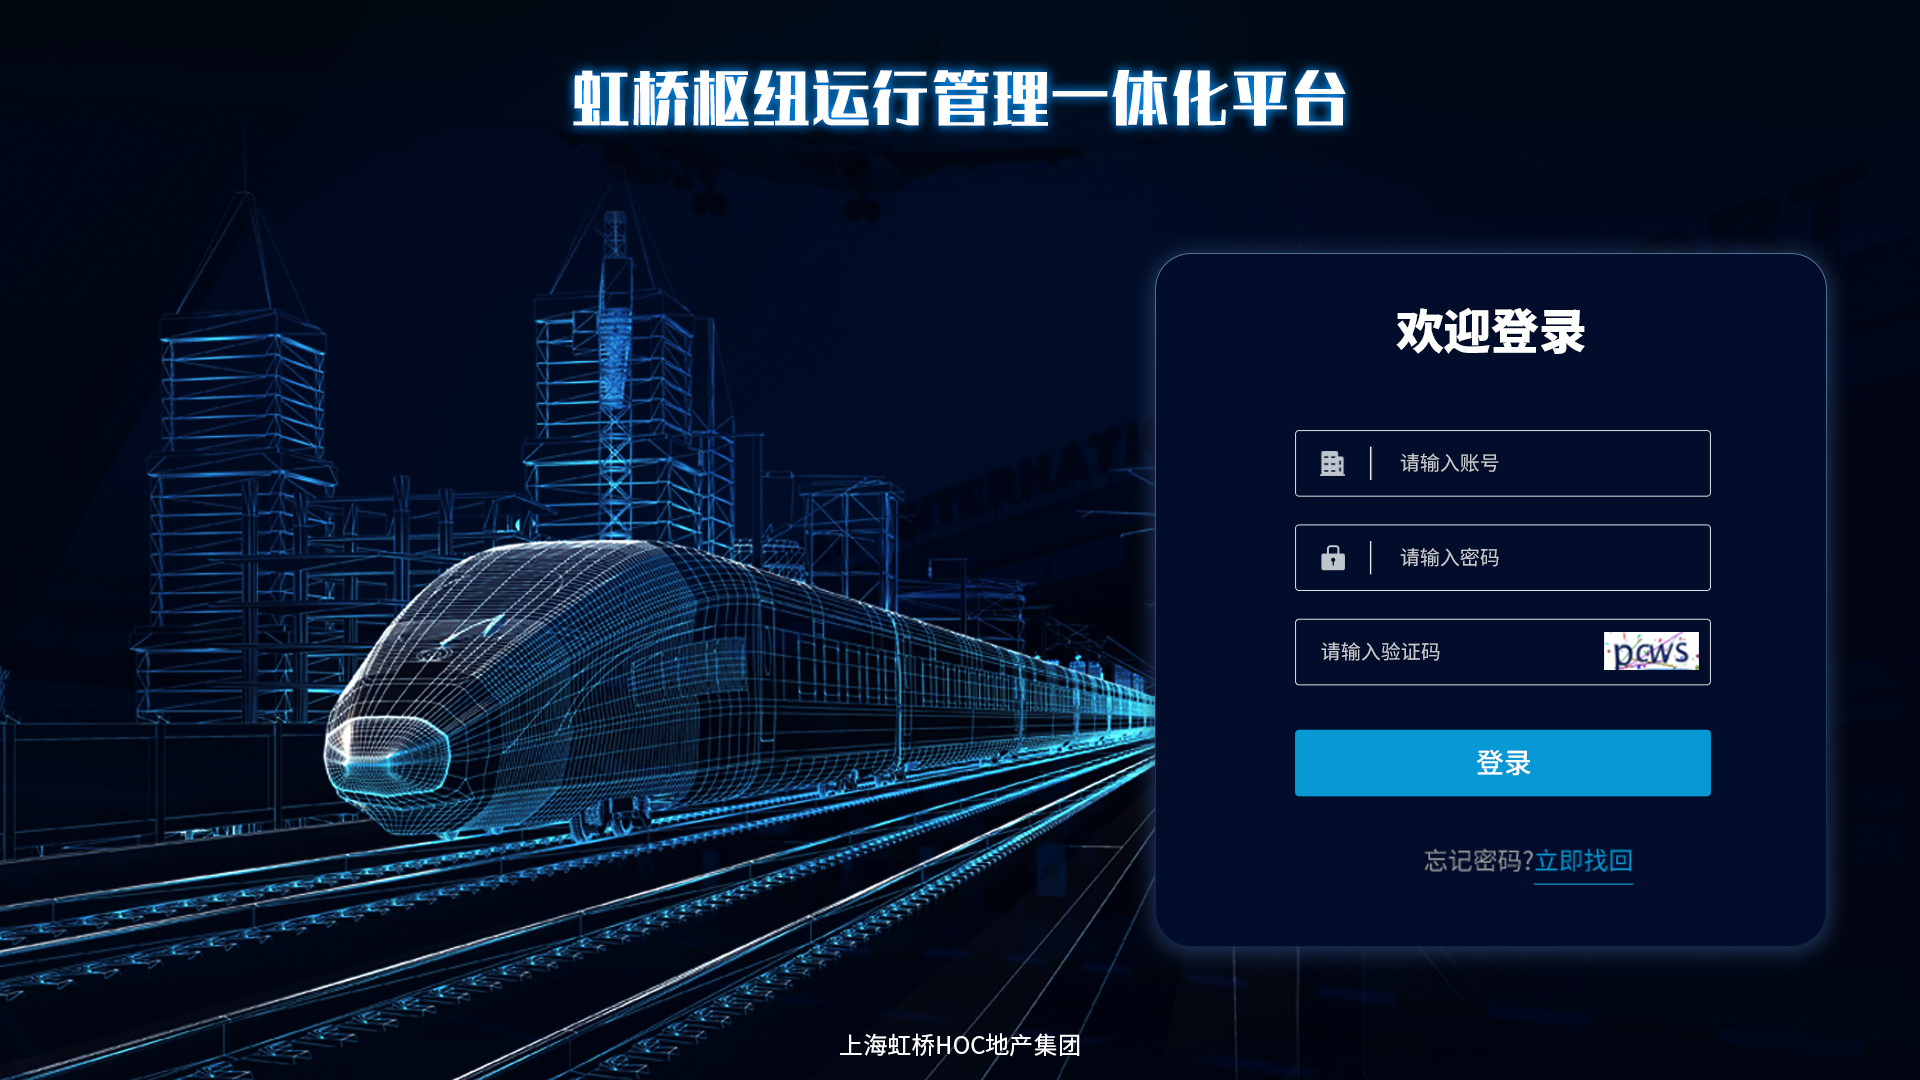 虹桥枢纽运行管理一体化平台
INTERNATI
欢迎登录
请输入账号
请输入密码
请输入验证码
pcws
登录
忘记密码?立即找回
上海虹桥HOC地产集团